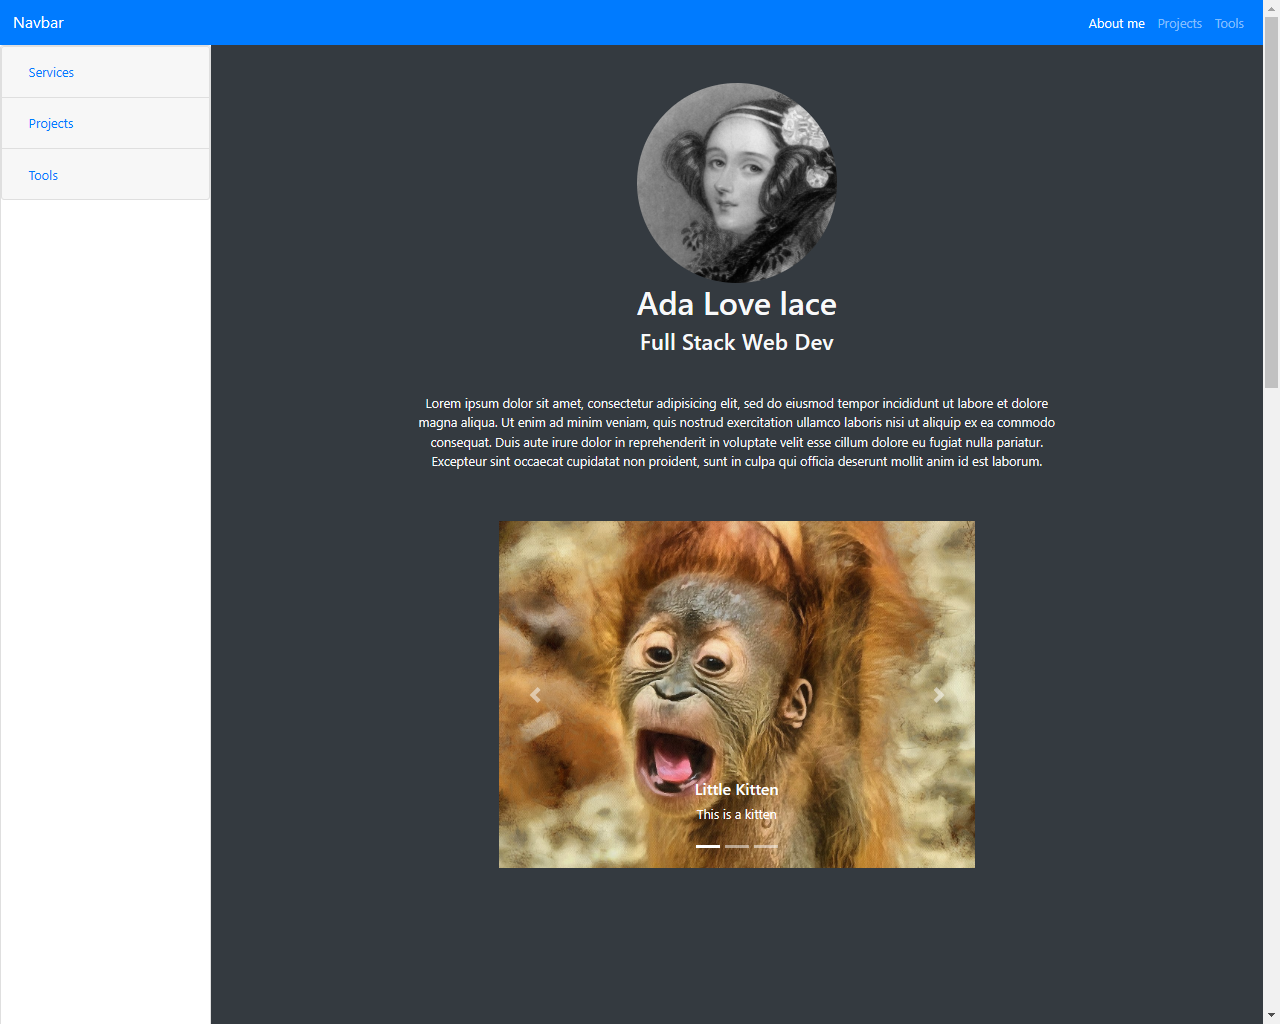 Navbar
About me Projects Tools
Services
Projects
Tools
Ada Love lace
Full Stack Web Dev
Lorem ipsum dolor sit amet, consectetur adipisicing elit, sed do eiusmod tempor incididunt ut labore et dolore
magna aliqua. Ut enim ad minim veniam, quis nostrud exercitation ullamco laboris nisi ut aliquip ex ea commodo
consequat. Duis aute irure dolor in reprehenderit in voluptate velit esse cillum dolore eu fugiat nulla pariatur.
Excepteur sint occaecat cupidatat non proident, sunt in culpa qui officia deserunt mollit anim id est laborum.
Little Kitten
This is a kitten